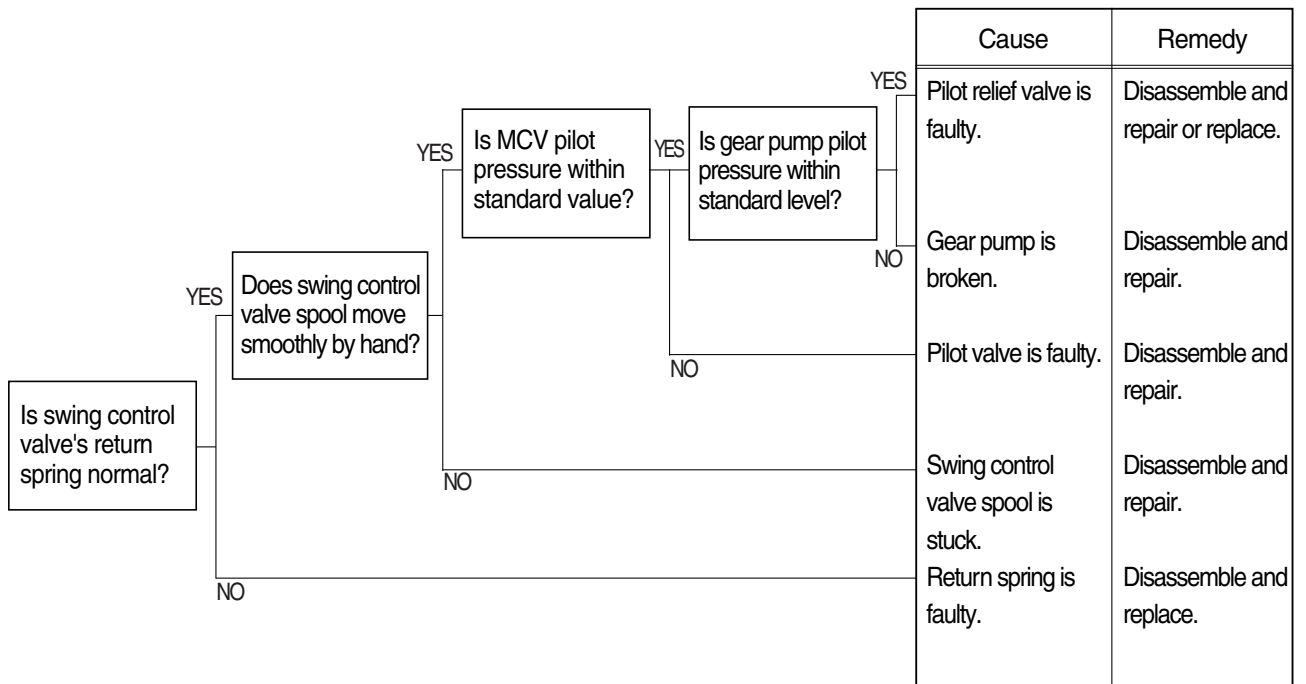 Cause
Remedy
YES
Pilot relief valve is
faulty.
Disassemble and
repair or replace.
YES
Is MCV pilot
pressure within
standard value?
YES
Is gear pump pilot
pressure within
standard level?
NO
Gear pump is
broken.
Disassemble and
repair.
YES
Does swing control
valve spool move
smoothly by hand?
NO
Pilot valve is faulty.
Disassemble and
repair.
Is swing control
valve's return
spring normal?
NO
Swing control
valve spool is
stuck.
Disassemble and
repair.
NO
Return spring is
faulty.
Disassemble and
replace.